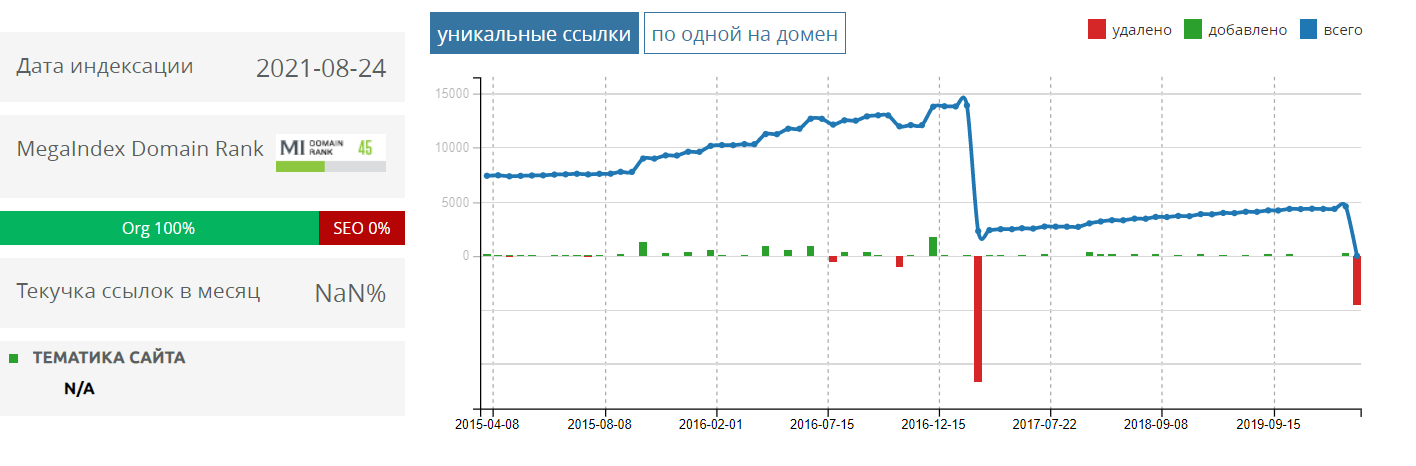 Дата индексации 2021-08-24
MegaIndex Domain Rank MI DOMAIN RANK 45
Org 100% SEO 0%
Текучка ссылок в месяц NaN%
ТЕМАТИКА САЙТА
N/A
уникальные ссылки по одной на домен
удалено добавлено всего
15000
10000
5000
0
2015-04-08 2015-08-08 2016-02-01 2016-07-15 2016-12-15 2017-07-22 2018-09-08 2019-09-15